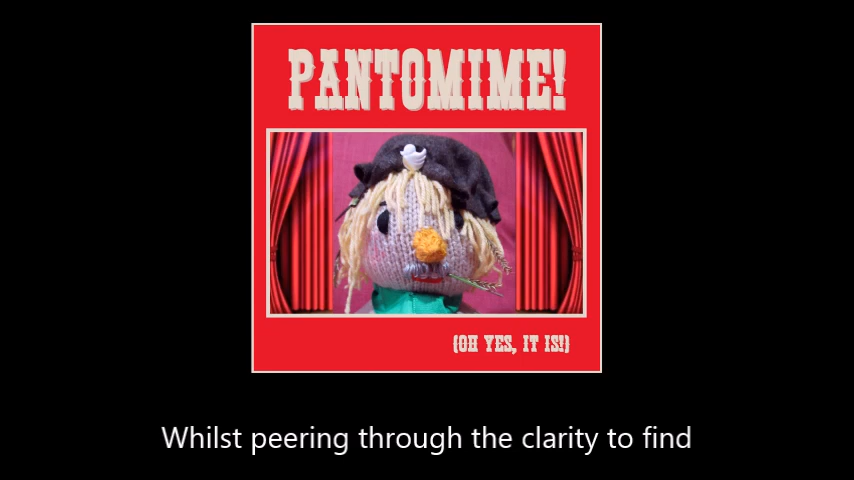 PANTOMIME!
(OH YES, IT IS!)
Whilst peering through the clarity to find